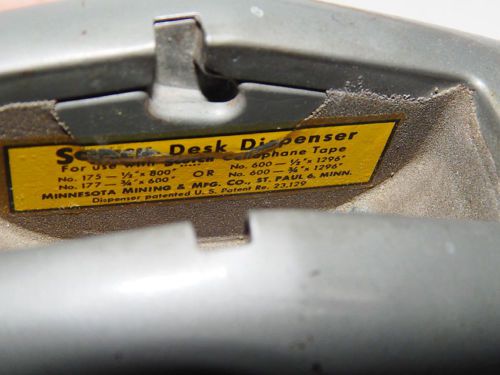 Desk Dispenser
For use with Scotch Cellophane Tape
No. 175 — ½" x 800" OR No. 600 — ½" x 1296"
No. 177 — ¾" x 600" No. 600 — ¾" x 1296"
MINNESOTA MINING & MFG. CO., ST. PAUL 6, MINN.
Dispenser patented U. S. Patent Re. 23,179